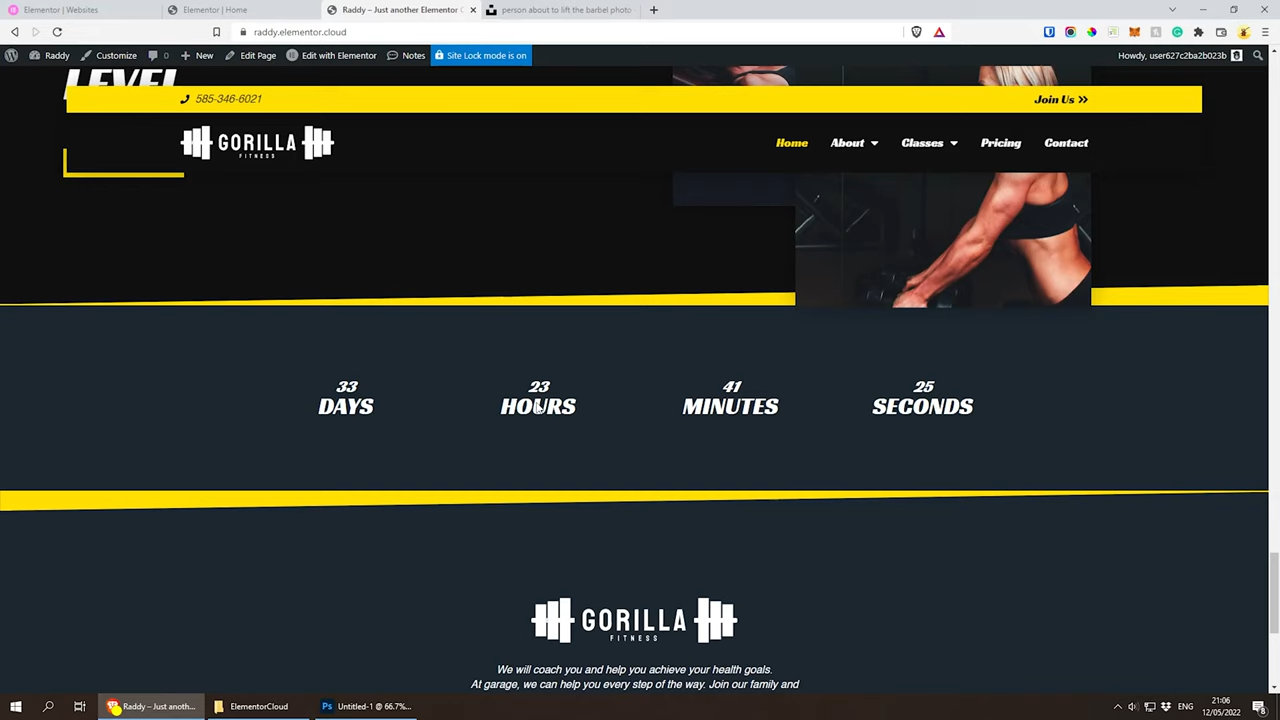 Elementor | Websites
Elementor | Home
Raddy – Just another Elementor
person about to lift the barbel photo
raddy.elementor.cloud
Raddy
Customize
0
New
Edit Page
Edit with Elementor
Notes
Site Lock mode is on
Howdy, user627c2ba2b023b
LEVEL
585-346-6021
Join Us
GORILLA
FITNESS
Home
About
Classes
Pricing
Contact
33
DAYS
23
HOURS
41
MINUTES
25
SECONDS
GORILLA
FITNESS
We will coach you and help you achieve your health goals.
At garage, we can help you every step of the way. Join our family and
Raddy – Just anoth...
ElementorCloud
Ps
Untitled-1 @ 66.7%...
ENG
21:06
12/05/2022